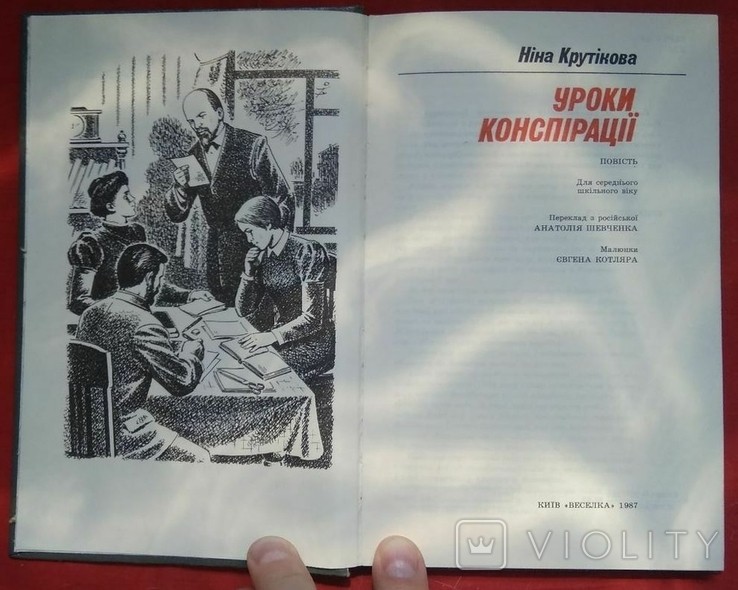 Ніна Крутікова
УРОКИ
КОНСПІРАЦІЇ
ПОВІСТЬ
Для середнього
шкільного віку
Переклад з російської
АНАТОЛІЯ ШЕВЧЕНКА
Малюнки
ЄВГЕНА КОТЛЯРА
КИЇВ «ВЕСЕЛКА» 1987
VIOLITY